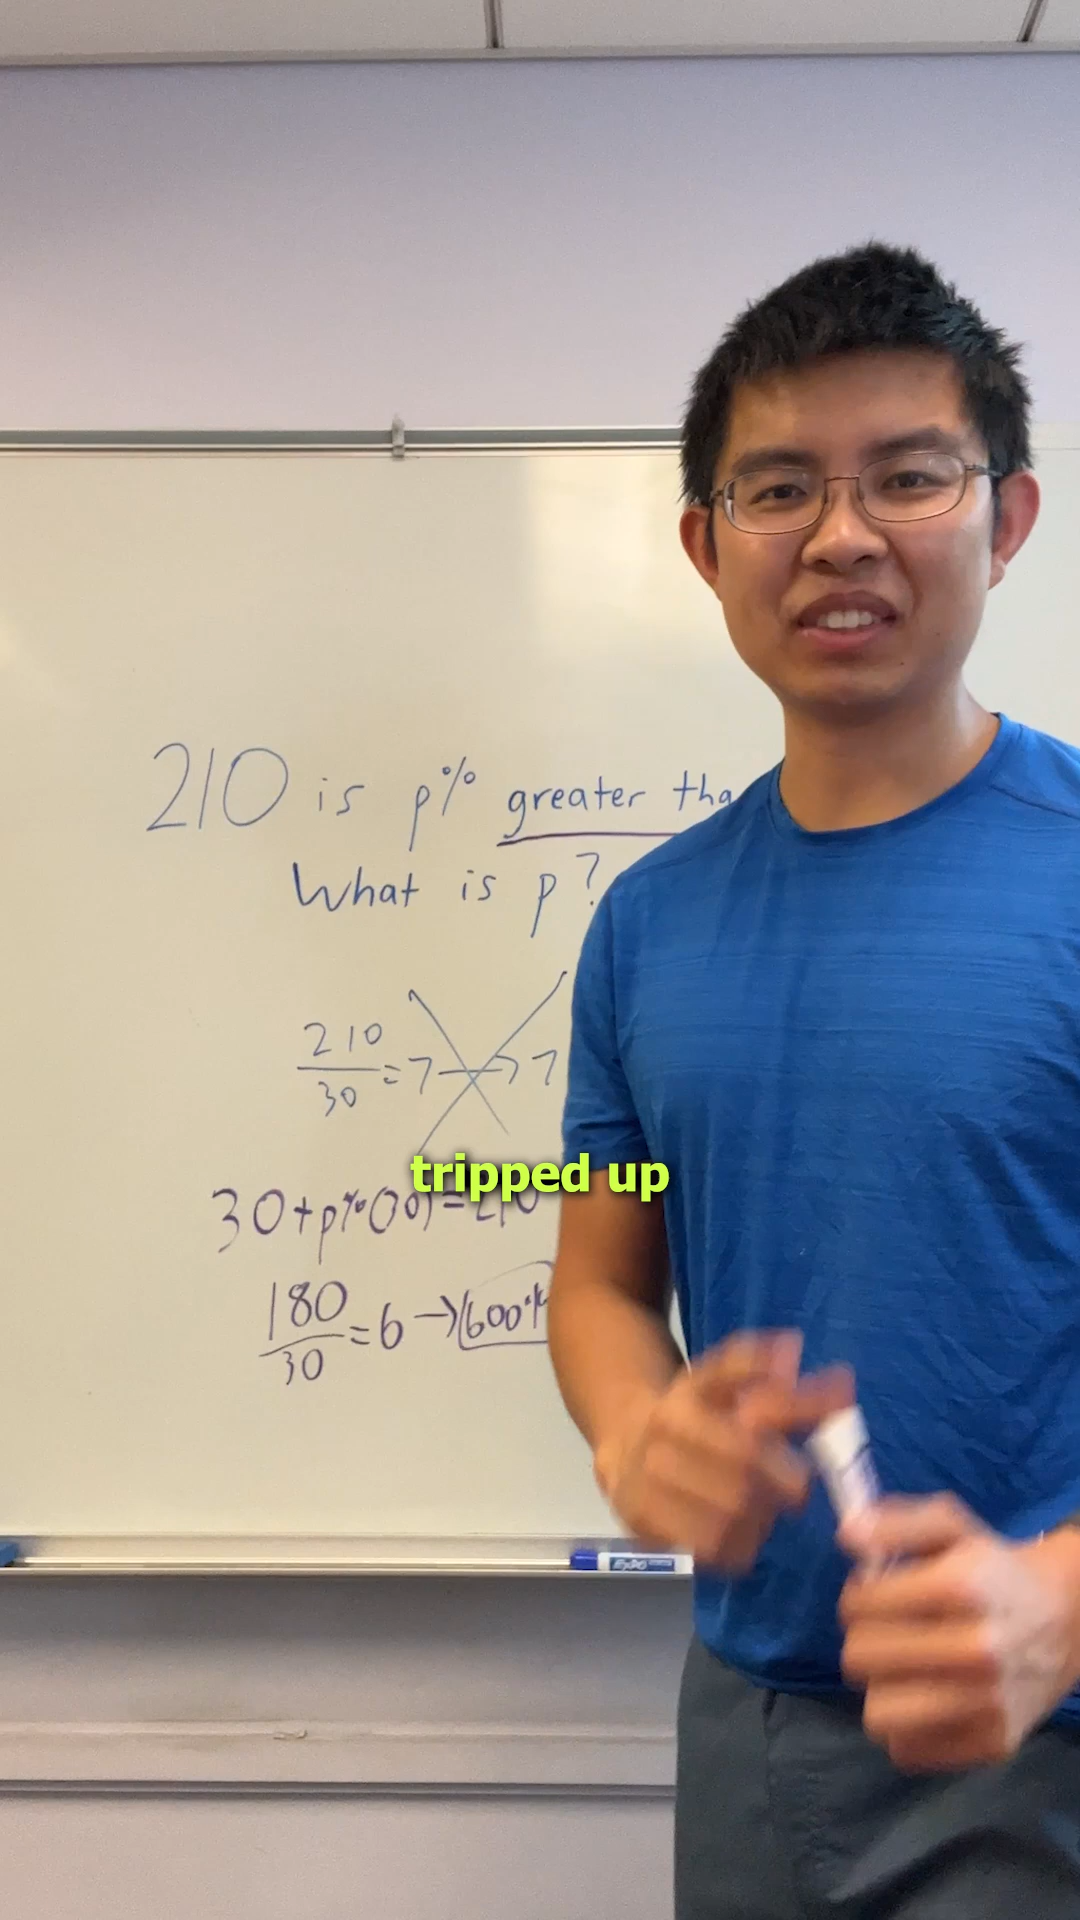 210 is p% greater tha
What is p?
210
30
=7→7
tripped up
30+p%(30)=210
180
30
=6→600%
EXPO